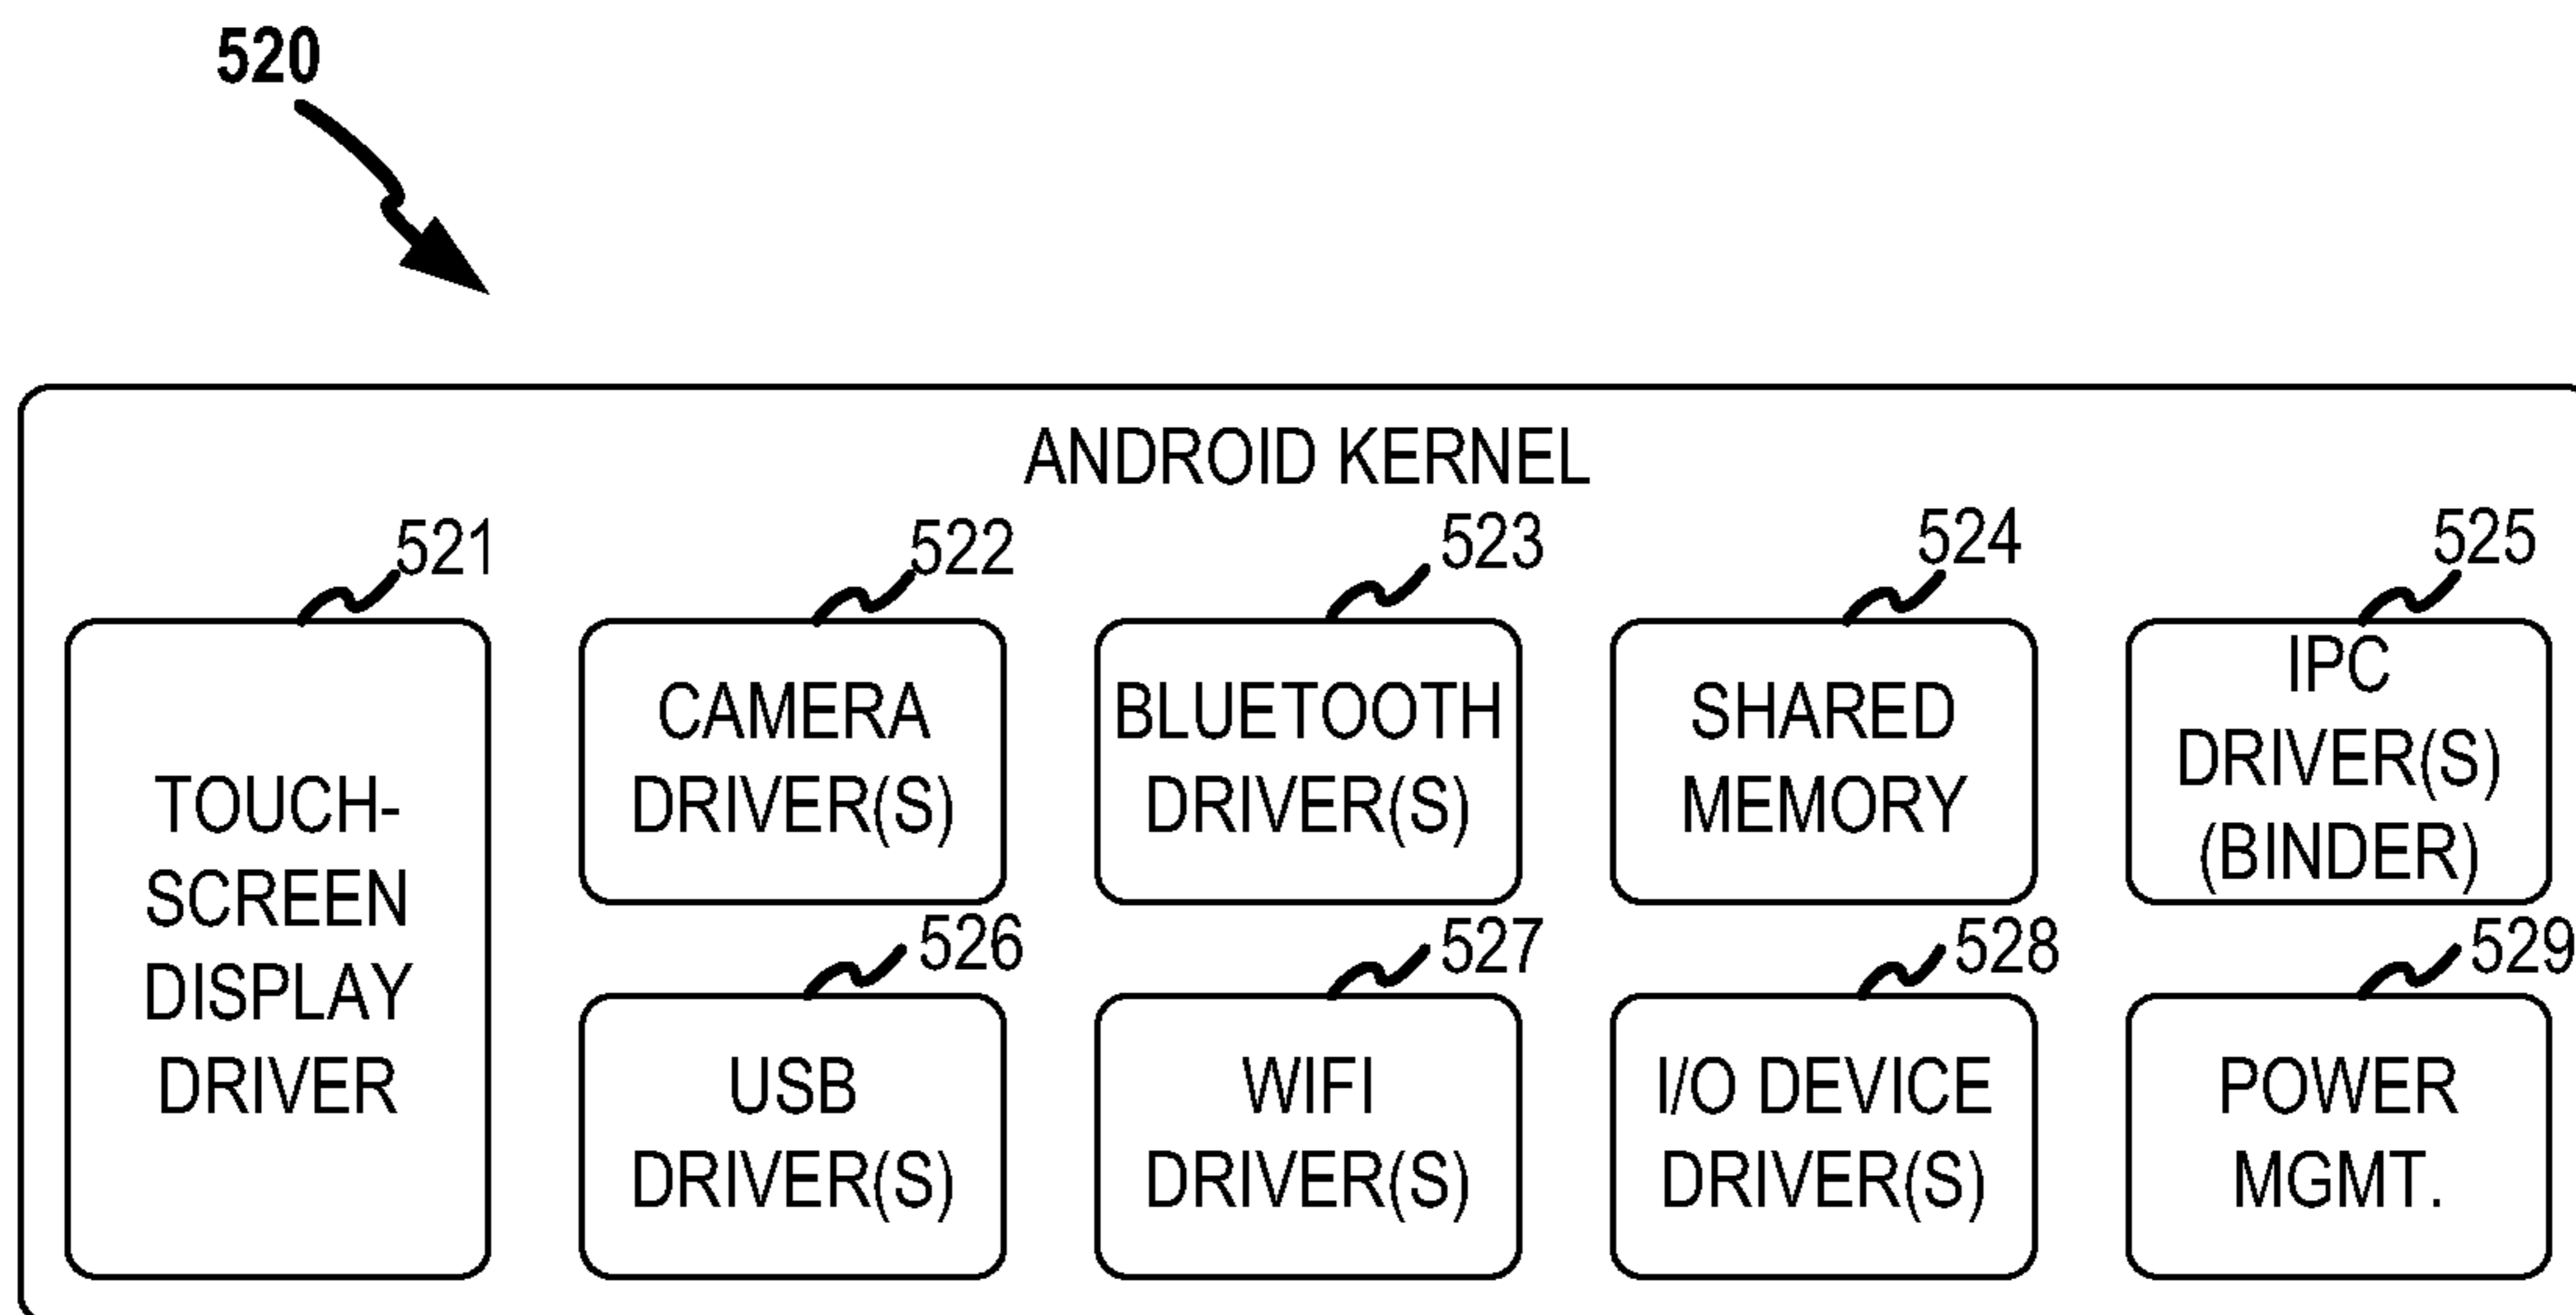 520
ANDROID KERNEL
521
522
523
524
525
TOUCH-
SCREEN
DISPLAY
DRIVER
CAMERA
DRIVER(S)
BLUETOOTH
DRIVER(S)
SHARED
MEMORY
IPC
DRIVER(S)
(BINDER)
526
527
528
529
USB
DRIVER(S)
WIFI
DRIVER(S)
I/O DEVICE
DRIVER(S)
POWER
MGMT.